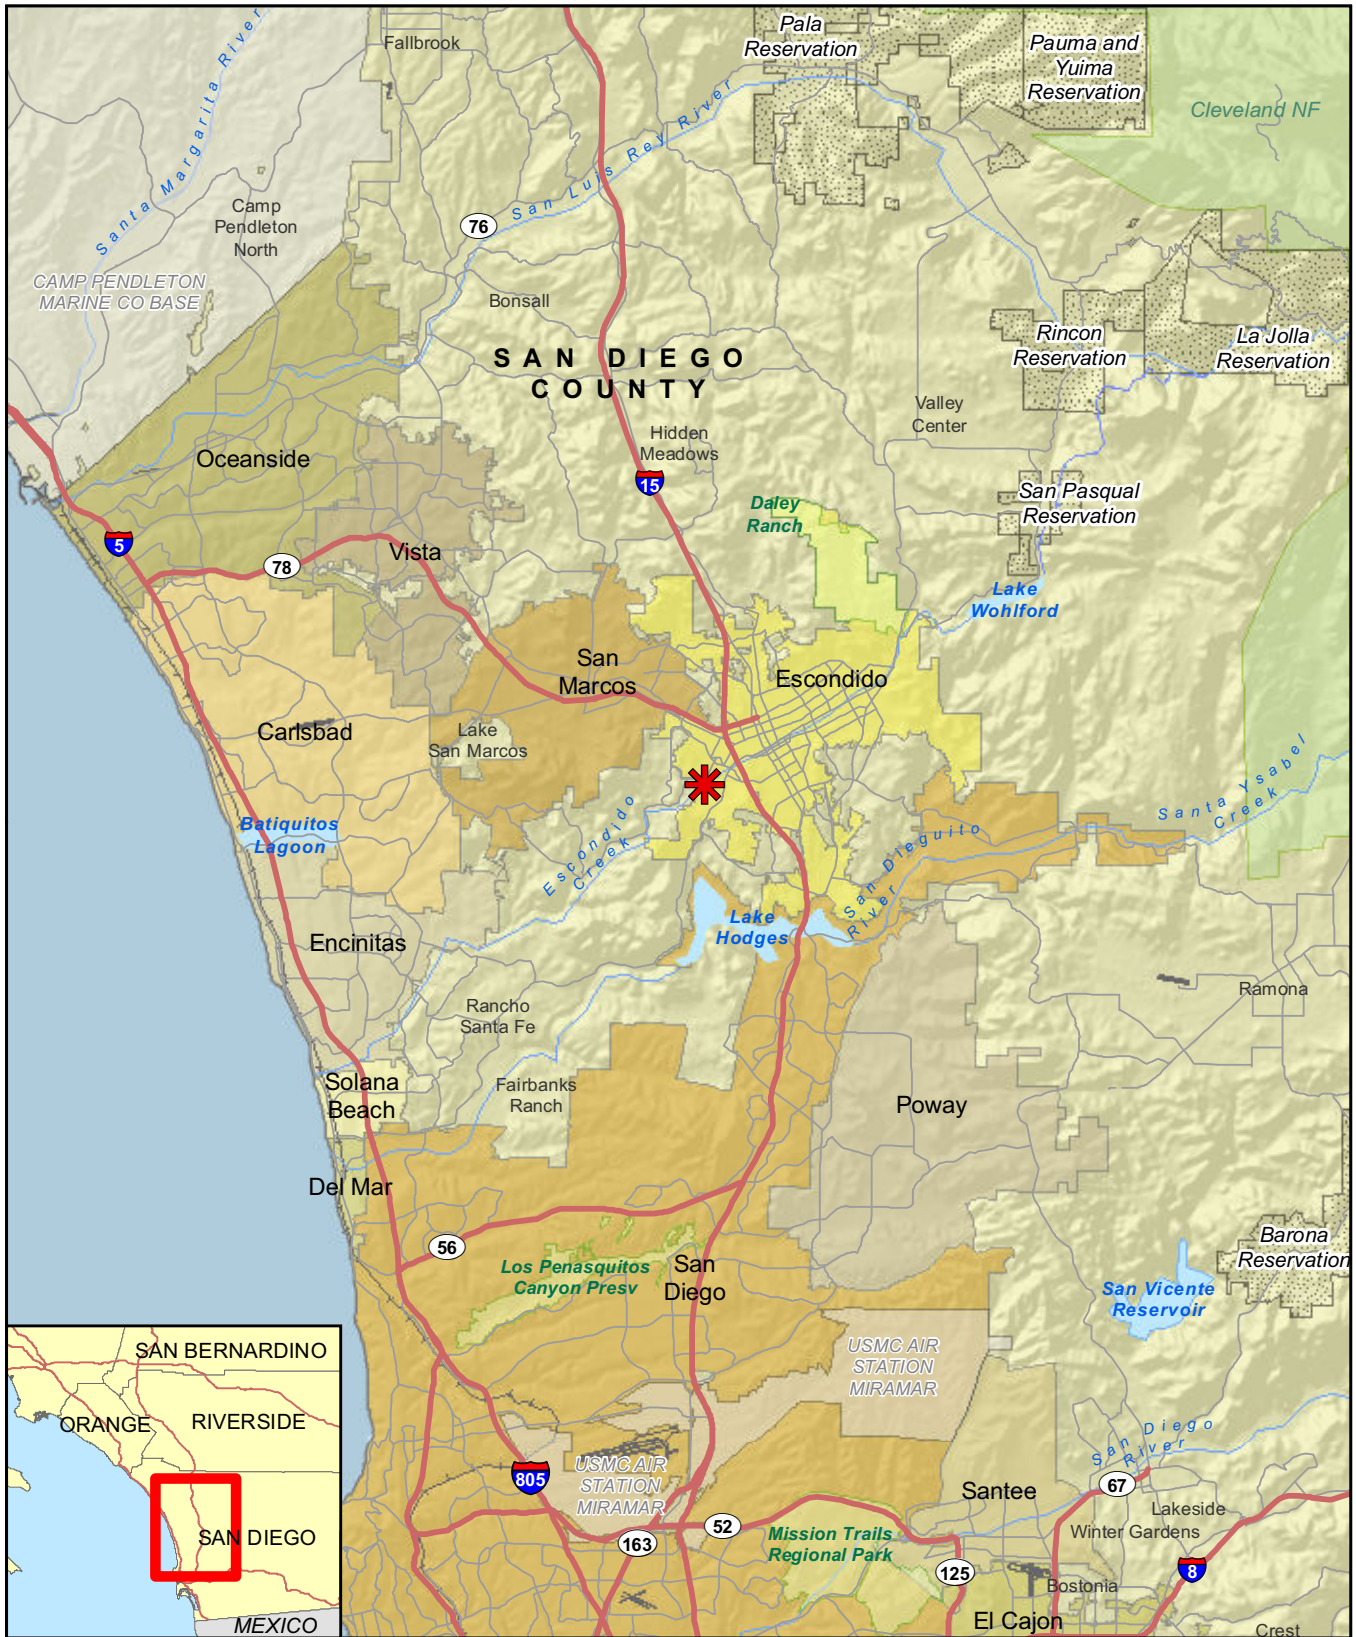 Fallbrook
Pala
Reservation
Pauma and
Yuima
Reservation
Cleveland NF
Santa Margarita River
Camp
Pendleton
North
76
San Luis Rey River
CAMP PENDLETON
MARINE CO BASE
Bonsall
SAN DIEGO
COUNTY
Rincon
Reservation
La Jolla
Reservation
Valley
Center
Hidden
Meadows
Oceanside
15
Daley
Ranch
San Pasqual
Reservation
5
78
Vista
Lake
Wohlford
San
Marcos
Escondido
Carlsbad
Lake
San Marcos
Santa Ysabel
Creek
Batiquitos
Lagoon
Escondido
Creek
San Dieguito
River
Lake
Hodges
Encinitas
Ramona
Rancho
Santa Fe
Solana
Beach
Fairbanks
Ranch
Poway
Del Mar
56
Los Penasquitos
Canyon Presv
San
Diego
Barona
Reservation
San Vicente
Reservoir
USMC AIR
STATION
MIRAMAR
SAN BERNARDINO
ORANGE
RIVERSIDE
SAN DIEGO
MEXICO
805
USMC AIR
STATION
MIRAMAR
San Diego
River
67
Santee
Lakeside
Winter Gardens
52
163
Mission Trails
Regional Park
125
8
Bostonia
El Cajon
Crest